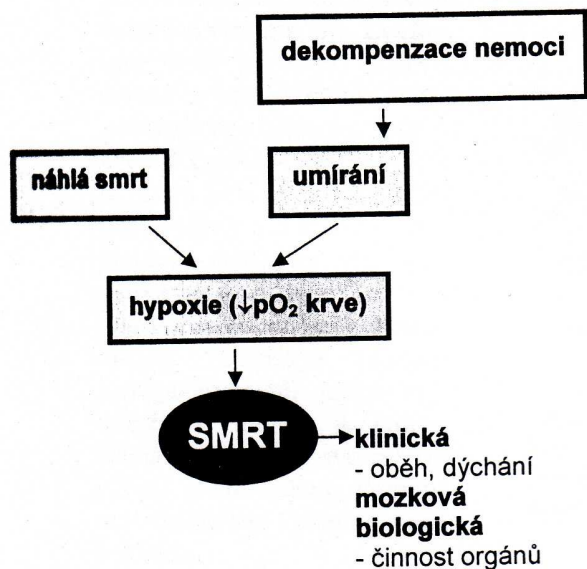 dekompenzace nemoci
náhlá smrt
umírání
hypoxie (↓pO₂ krve)
SMRT
klinická
- oběh, dýchání
mozková
biologická
- činnost orgánů